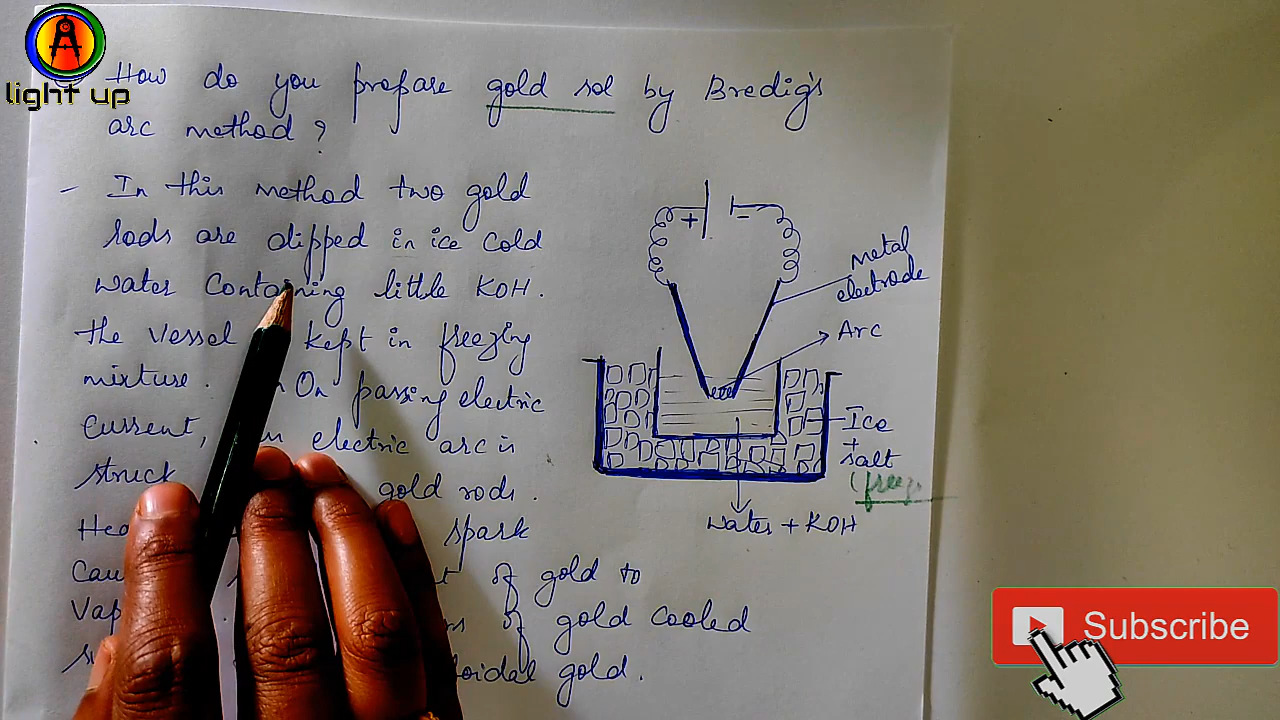 light up
How do you prepare gold sol by Bredig's
arc method ?
- In this method two gold
rods are dipped in ice cold
water containing little KOH.
the vessel kept in freezing
mixture. On passing electric
current, electric arc is
struck gold rods.
spark
of gold to
of gold cooled
gold.
+ -
metal
electrode
Arc
Ice
+
salt
water + KOH
Subscribe